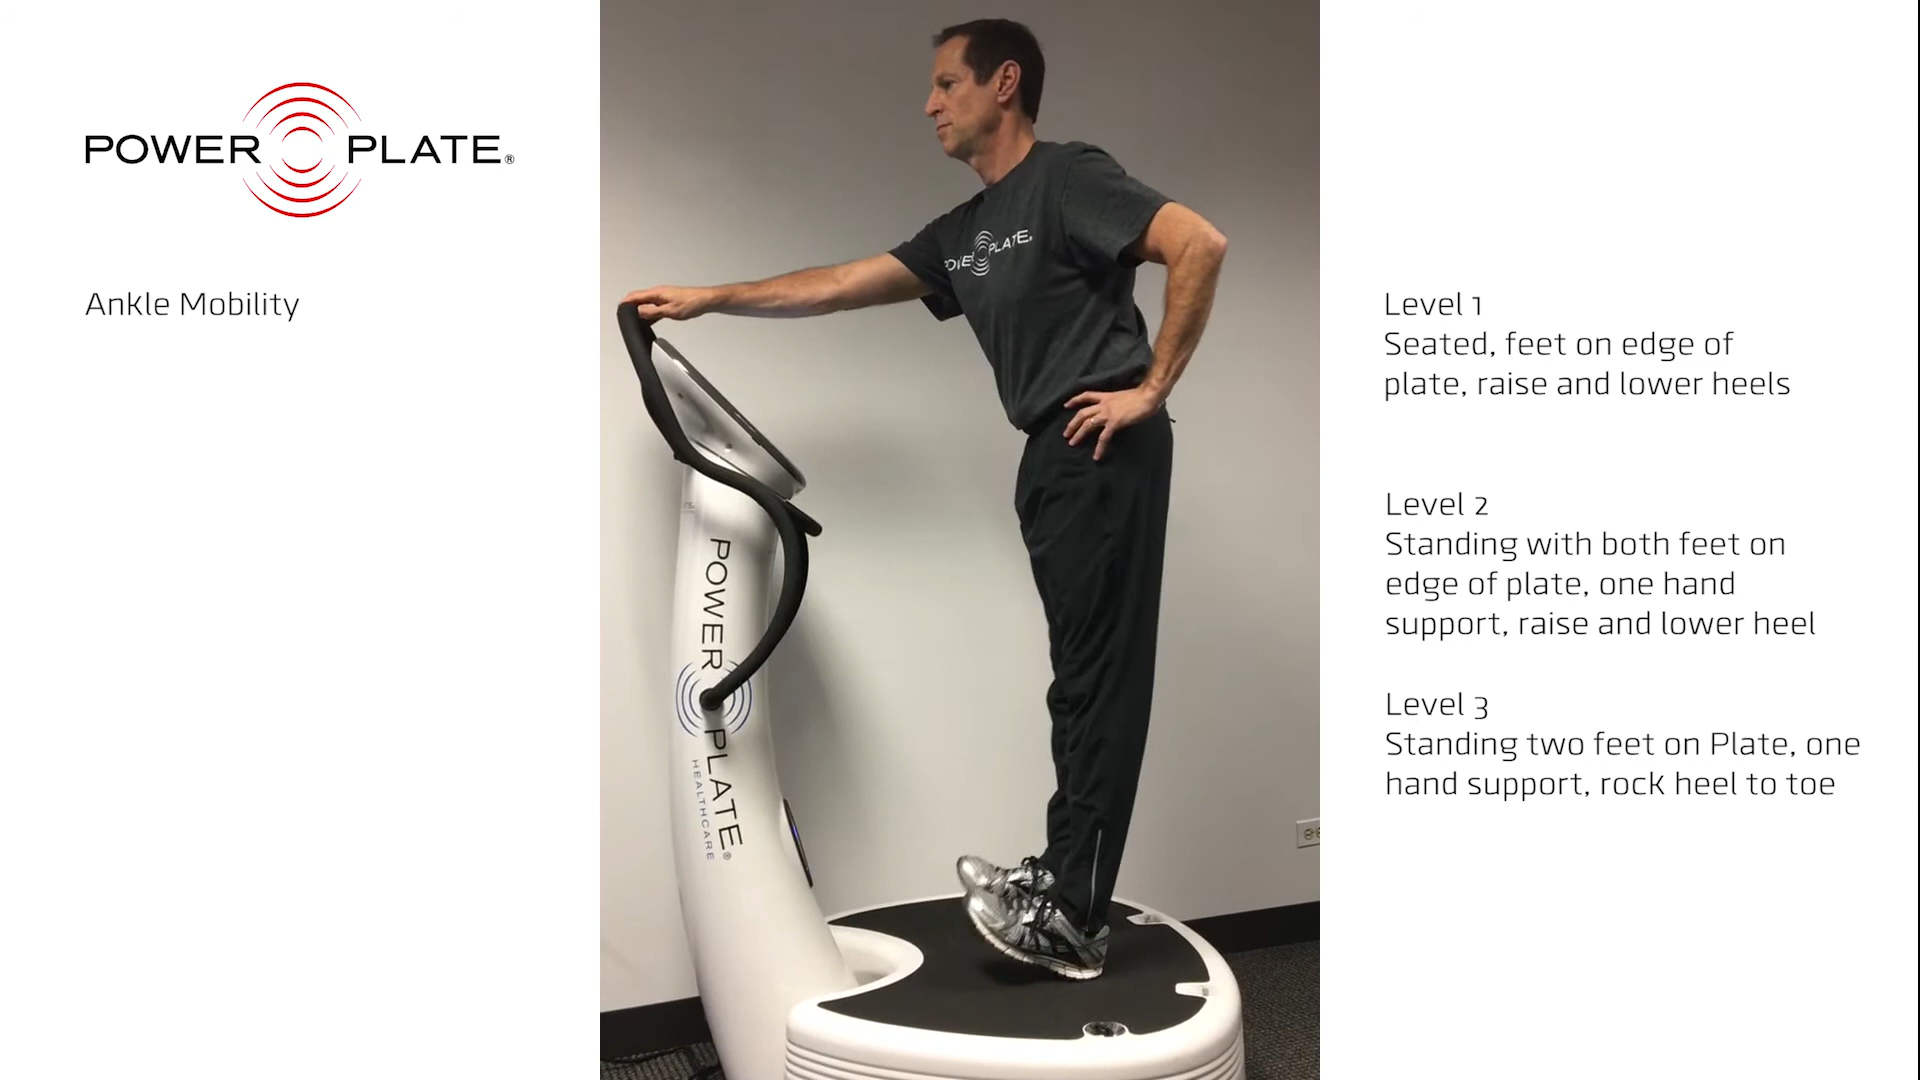 POWER PLATE®
Ankle Mobility
POWER PLATE®
POWER PLATE®
HEALTHCARE
Level 1
Seated, feet on edge of
plate, raise and lower heels
Level 2
Standing with both feet on
edge of plate, one hand
support, raise and lower heel
Level 3
Standing two feet on Plate, one
hand support, rock heel to toe